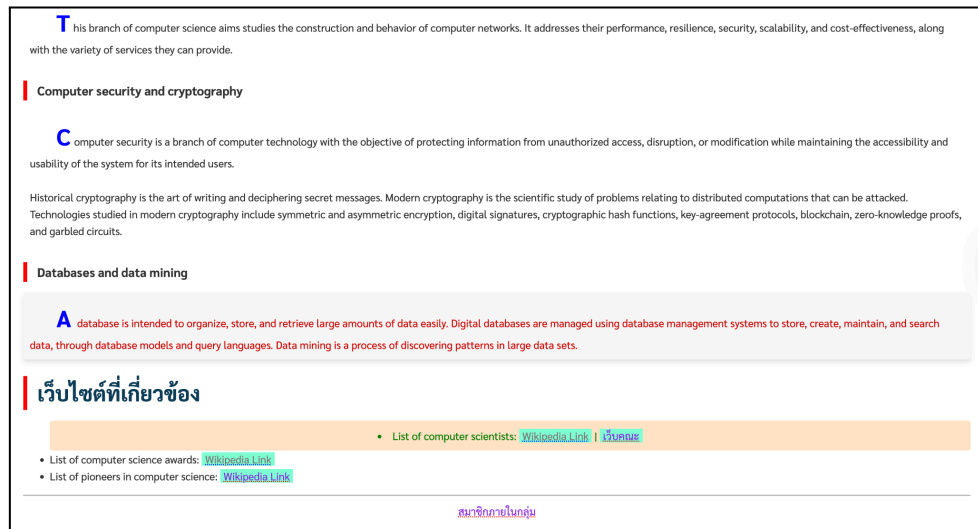 This branch of computer science aims studies the construction and behavior of computer networks. It addresses their performance, resilience, security, scalability, and cost-effectiveness, along
with the variety of services they can provide.
Computer security and cryptography
Computer security is a branch of computer technology with the objective of protecting information from unauthorized access, disruption, or modification while maintaining the accessibility and
usability of the system for its intended users.
Historical cryptography is the art of writing and deciphering secret messages. Modern cryptography is the scientific study of problems relating to distributed computations that can be attacked.
Technologies studied in modern cryptography include symmetric and asymmetric encryption, digital signatures, cryptographic hash functions, key-agreement protocols, blockchain, zero-knowledge proofs,
and garbled circuits.
Databases and data mining
A database is intended to organize, store, and retrieve large amounts of data easily. Digital databases are managed using database management systems to store, create, maintain, and search
data, through database models and query languages. Data mining is a process of discovering patterns in large data sets.
เว็บไซต์ที่เกี่ยวข้อง
• List of computer scientists: Wikipedia Link | เว็บคณะ
• List of computer science awards: Wikipedia Link
• List of pioneers in computer science: Wikipedia Link
สมาชิกภายในกลุ่ม